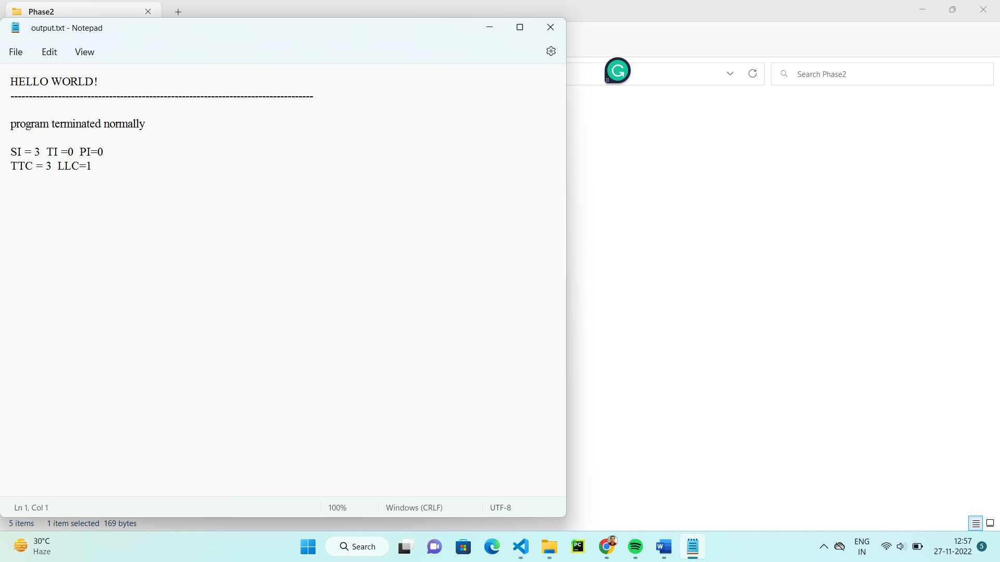 Phase2
output.txt - Notepad
File Edit View
Search Phase2
HELLO WORLD!
-----------------------------------------------------------------------------------
program terminated normally
SI = 3  TI =0  PI=0
TTC = 3  LLC=1
Ln 1, Col 1 100% Windows (CRLF) UTF-8
5 items 1 item selected 169 bytes
30°C
Haze
Search
PC
W
ENG
IN
12:57
27-11-2022
5